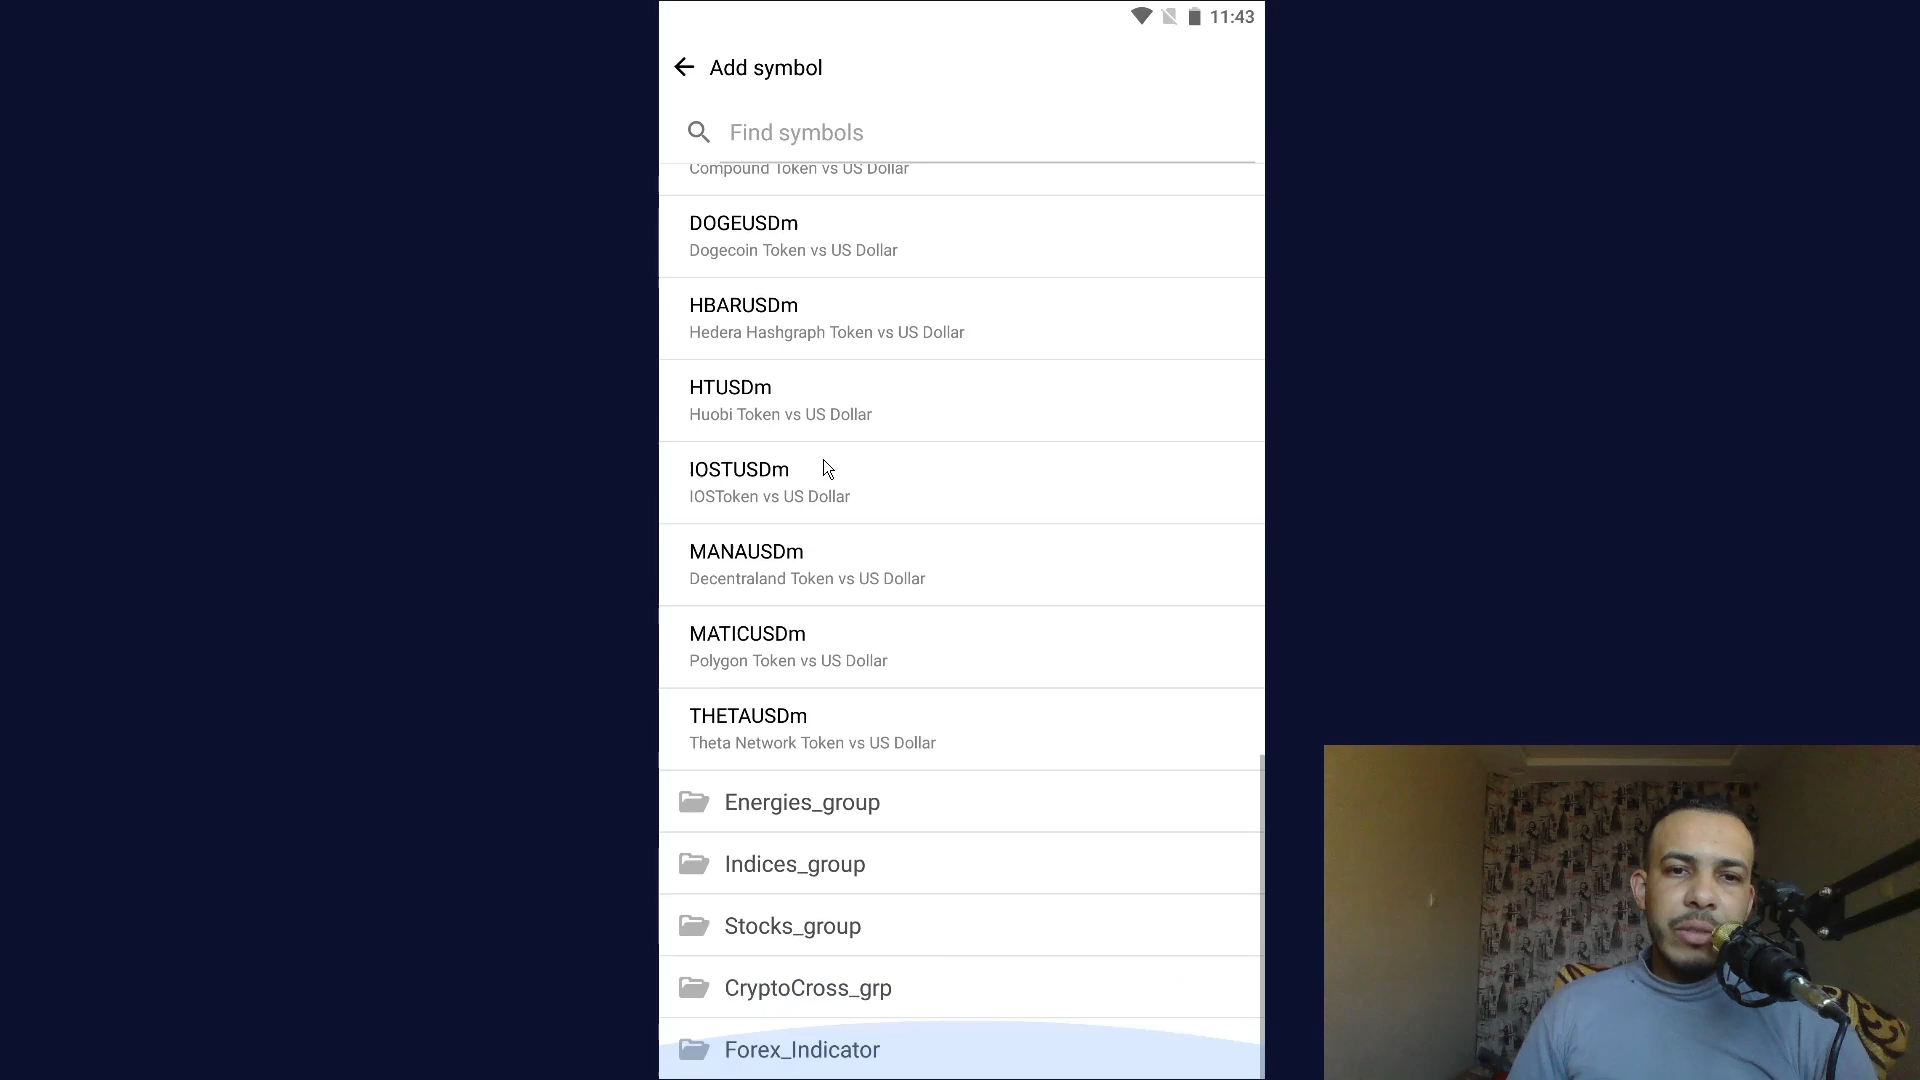 11:43
Add symbol
Find symbols
Compound Token vs US Dollar
DOGEUSDm
Dogecoin Token vs US Dollar
HBARUSDm
Hedera Hashgraph Token vs US Dollar
HTUSDm
Huobi Token vs US Dollar
IOSTUSDm
IOSToken vs US Dollar
MANAUSDm
Decentraland Token vs US Dollar
MATICUSDm
Polygon Token vs US Dollar
THETAUSDm
Theta Network Token vs US Dollar
Energies_group
Indices_group
Stocks_group
CryptoCross_grp
Forex_Indicator